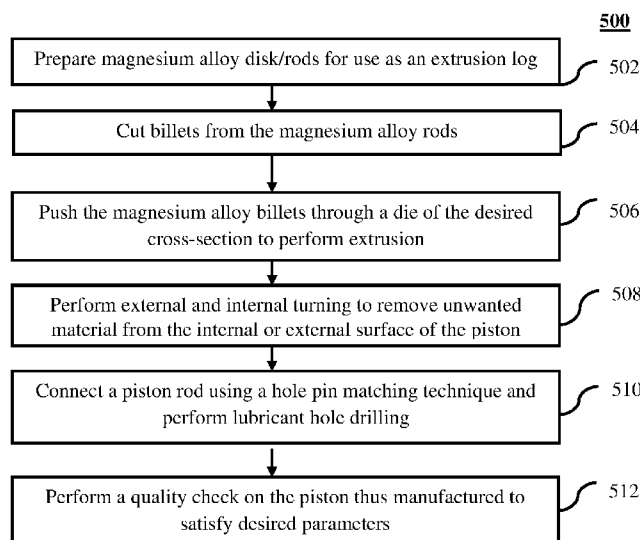 500
Prepare magnesium alloy disk/rods for use as an extrusion log
502
Cut billets from the magnesium alloy rods
504
Push the magnesium alloy billets through a die of the desired
cross-section to perform extrusion
506
Perform external and internal turning to remove unwanted
material from the internal or external surface of the piston
508
Connect a piston rod using a hole pin matching technique and
perform lubricant hole drilling
510
Perform a quality check on the piston thus manufactured to
satisfy desired parameters
512